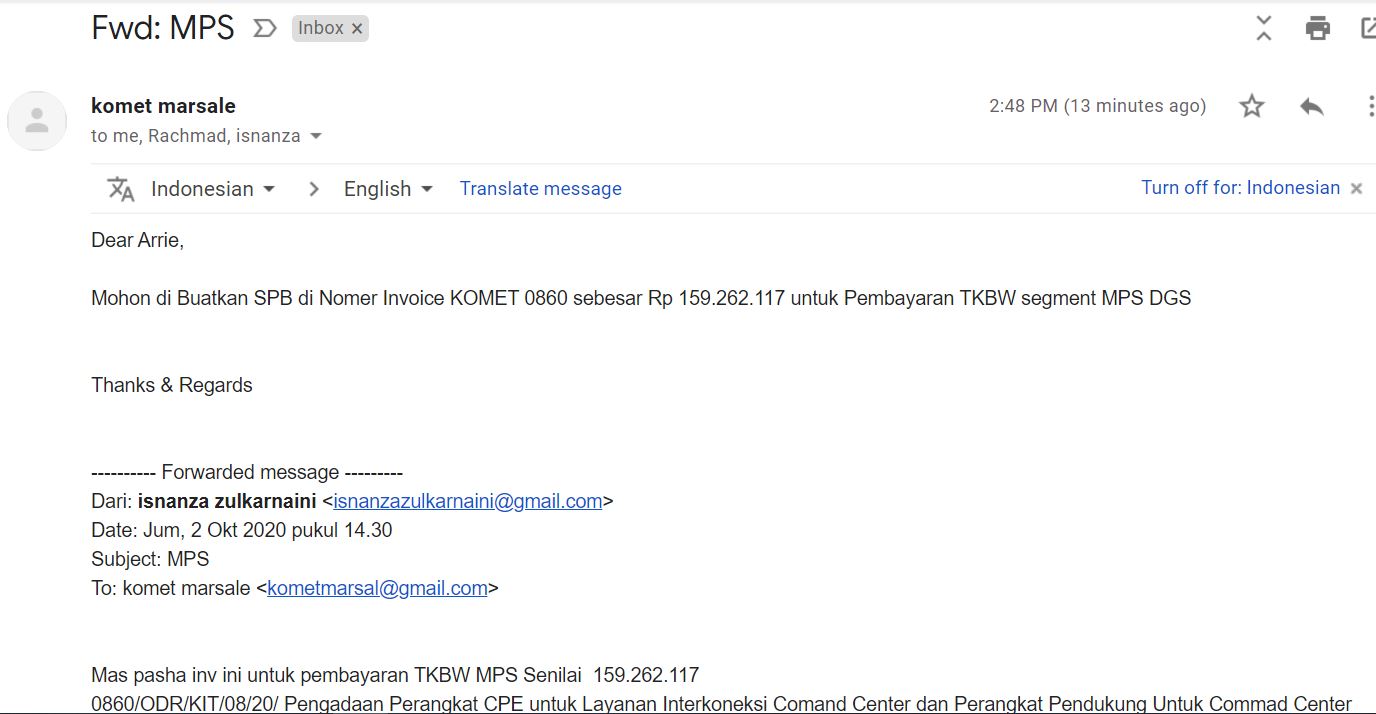 Fwd: MPS Inbox ×
komet marsale 2:48 PM (13 minutes ago)
to me, Rachmad, isnanza
Indonesian > English Translate message Turn off for: Indonesian ×
Dear Arrie,
Mohon di Buatkan SPB di Nomer Invoice KOMET 0860 sebesar Rp 159.262.117 untuk Pembayaran TKBW segment MPS DGS
Thanks & Regards
---------- Forwarded message ---------
Dari: isnanza zulkarnaini <isnanzazulkarnaini@gmail.com>
Date: Jum, 2 Okt 2020 pukul 14.30
Subject: MPS
To: komet marsale <kometmarsal@gmail.com>
Mas pasha inv ini untuk pembayaran TKBW MPS Senilai 159.262.117
0860/ODR/KIT/08/20/ Pengadaan Perangkat CPE untuk Layanan Interkoneksi Comand Center dan Perangkat Pendukung Untuk Commad Center